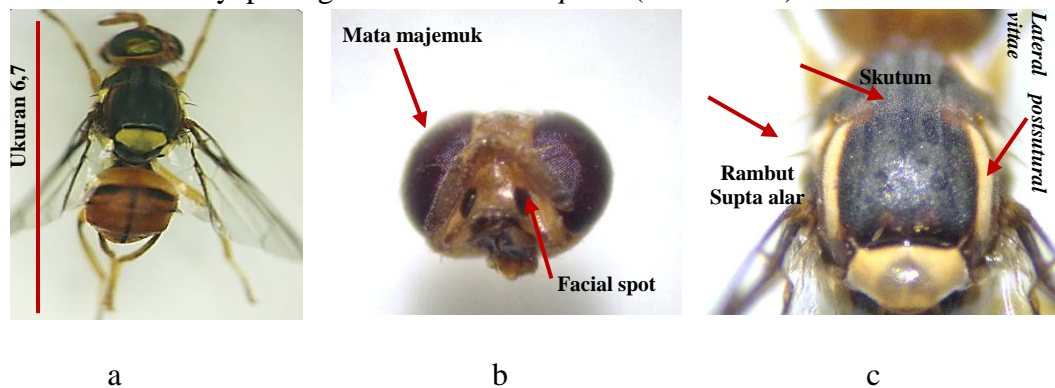 Ukuran 6,7
Mata majemuk
Facial spot
Skutum
Rambut
Supta alar
Lateral postsutural
vittae
a b c